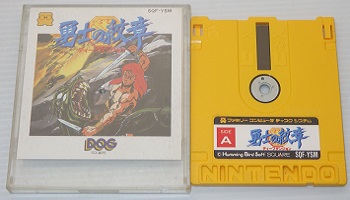 SQF-YSM
勇士の紋章
DOG
ファミリー コンピュータ ディスク システム
SIDE
A
勇士の紋章
© Humming Bird Soft SQUARE SQF-YSM
NINTENDO